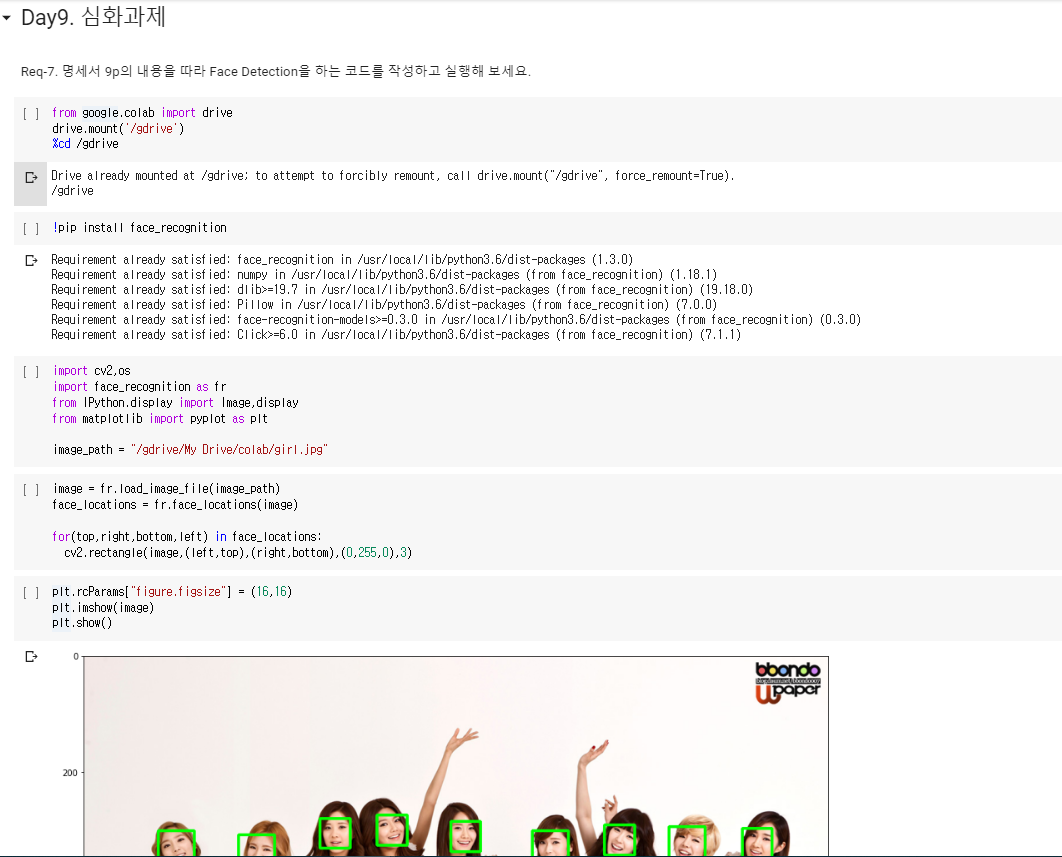 Day9. 심화과제
Req-7. 명세서 9p의 내용을 따라 Face Detection을 하는 코드를 작성하고 실행해 보세요.
[ ] from google.colab import drive
drive.mount('/gdrive')
%cd /gdrive
Drive already mounted at /gdrive; to attempt to forcibly remount, call drive.mount("/gdrive", force_remount=True).
/gdrive
[ ] !pip install face_recognition
Requirement already satisfied: face_recognition in /usr/local/lib/python3.6/dist-packages (1.3.0)
Requirement already satisfied: numpy in /usr/local/lib/python3.6/dist-packages (from face_recognition) (1.18.1)
Requirement already satisfied: dlib>=19.7 in /usr/local/lib/python3.6/dist-packages (from face_recognition) (19.18.0)
Requirement already satisfied: Pillow in /usr/local/lib/python3.6/dist-packages (from face_recognition) (7.0.0)
Requirement already satisfied: face-recognition-models>=0.3.0 in /usr/local/lib/python3.6/dist-packages (from face_recognition) (0.3.0)
Requirement already satisfied: Click>=6.0 in /usr/local/lib/python3.6/dist-packages (from face_recognition) (7.1.1)
[ ] import cv2,os
import face_recognition as fr
from IPython.display import Image,display
from matplotlib import pyplot as plt
image_path = "/gdrive/My Drive/colab/girl.jpg"
[ ] image = fr.load_image_file(image_path)
face_locations = fr.face_locations(image)
for(top,right,bottom,left) in face_locations:
cv2.rectangle(image,(left,top),(right,bottom),(0,255,0),3)
[ ] plt.rcParams["figure.figsize"] = (16,16)
plt.imshow(image)
plt.show()
0
bbondo
Wpaper
200